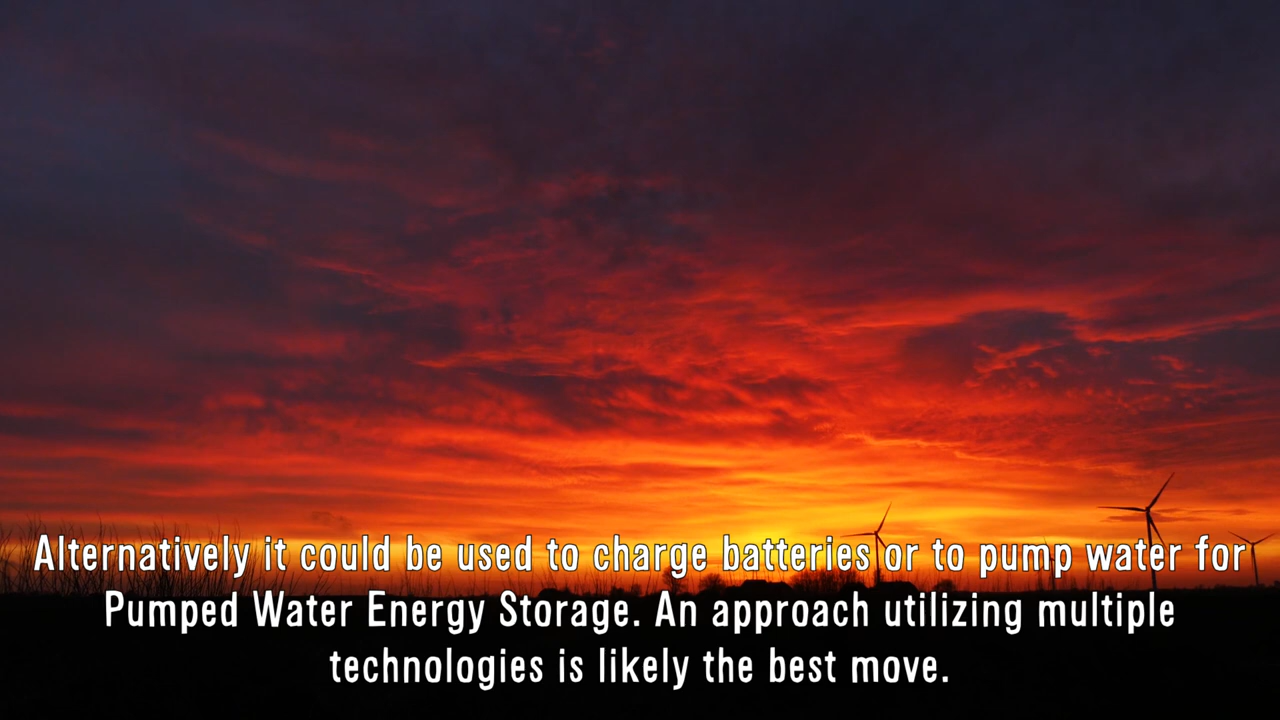 Alternatively it could be used to charge batteries or to pump water for
Pumped Water Energy Storage. An approach utilizing multiple
technologies is likely the best move.